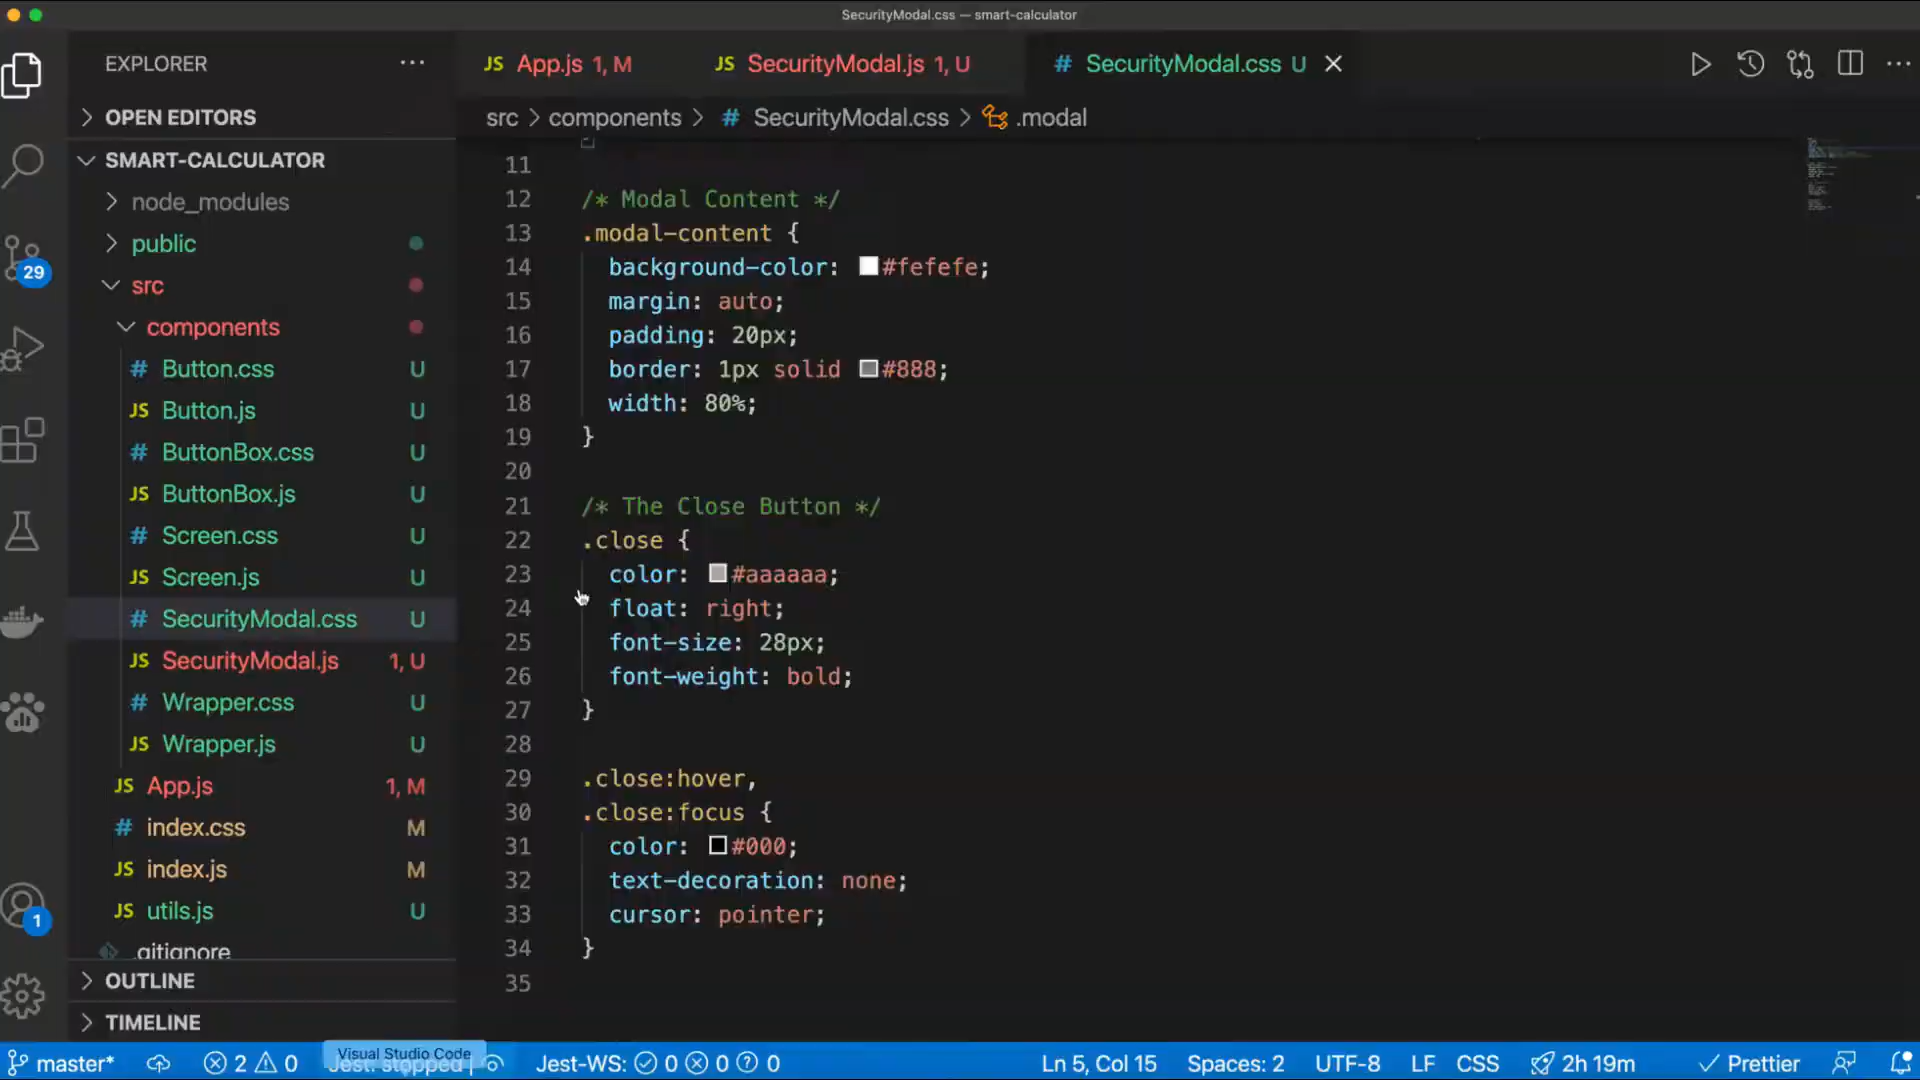 SecurityModal.css — smart-calculator
EXPLORER
OPEN EDITORS
SMART-CALCULATOR
node_modules
public
src
components
# Button.css U
JS Button.js U
# ButtonBox.css U
JS ButtonBox.js U
# Screen.css U
JS Screen.js U
# SecurityModal.css U
JS SecurityModal.js 1, U
# Wrapper.css U
JS Wrapper.js U
JS App.js 1, M
# index.css M
JS index.js M
JS utils.js U
.gitignore
OUTLINE
TIMELINE
29
1
JS App.js 1, M
JS SecurityModal.js 1, U
# SecurityModal.css U
src > components > # SecurityModal.css > .modal
11
12 /* Modal Content */
13 .modal-content {
14 background-color: #fefefe;
15 margin: auto;
16 padding: 20px;
17 border: 1px solid #888;
18 width: 80%;
19 }
20
21 /* The Close Button */
22 .close {
23 color: #aaaaaa;
24 float: right;
25 font-size: 28px;
26 font-weight: bold;
27 }
28
29 .close:hover,
30 .close:focus {
31 color: #000;
32 text-decoration: none;
33 cursor: pointer;
34 }
35
Visual Studio Code
master* 2 0 Jest: stopped Jest-WS: 0 0 0 Ln 5, Col 15 Spaces: 2 UTF-8 LF CSS 2h 19m Prettier